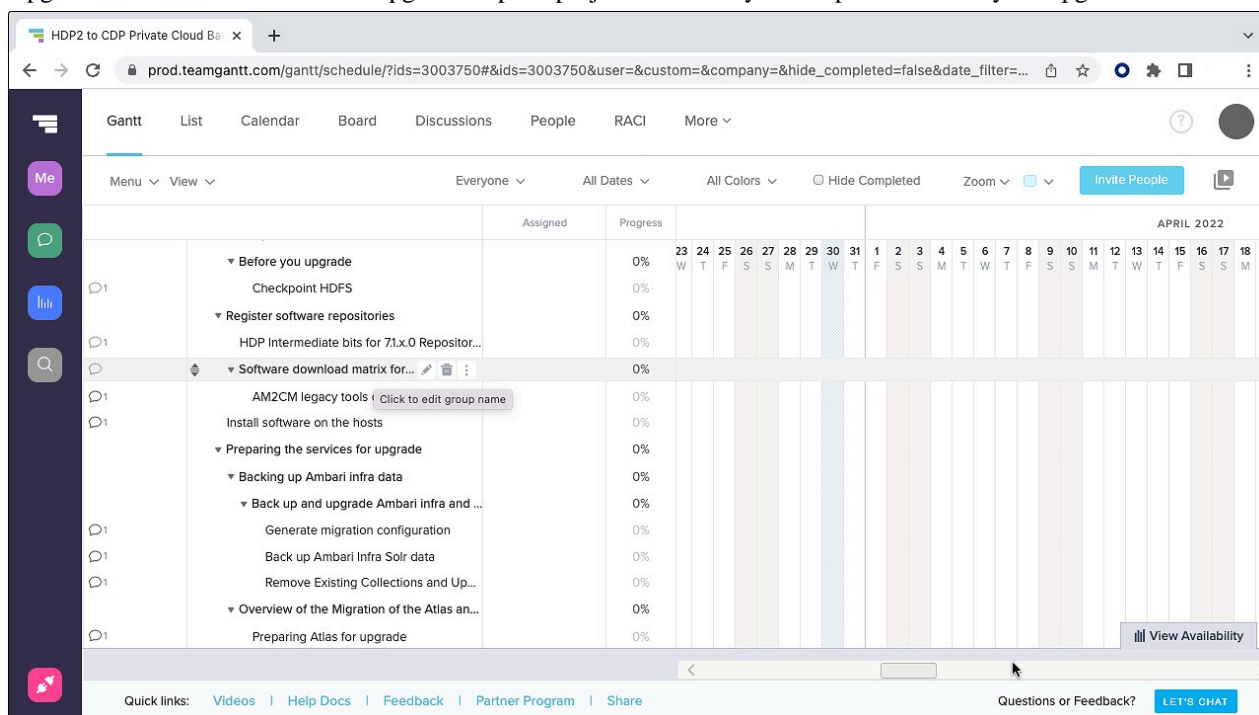 HDP2 to CDP Private Cloud Ba
prod.teamgantt.com/gantt/schedule/?ids=3003750#&ids=3003750&user=&custom=&company=&hide_completed=false&date_filter=...
Gantt List Calendar Board Discussions People RACI More ?
Me
Menu View Everyone All Dates All Colors Hide Completed Zoom Invite People
Assigned Progress APRIL 2022
23 24 25 26 27 28 29 30 31 1 2 3 4 5 6 7 8 9 10 11 12 13 14 15 16 17 18
W T F S S M T W T F S S M T W T F S S M T W T F S S M
Before you upgrade 0%
1 Checkpoint HDFS 0%
Register software repositories 0%
1 HDP Intermediate bits for 7.1.x.0 Repositor... 0%
Software download matrix for... 0%
1 AM2CM legacy tools 0%
Click to edit group name
1 Install software on the hosts 0%
Preparing the services for upgrade 0%
Backing up Ambari infra data 0%
Back up and upgrade Ambari infra and ... 0%
1 Generate migration configuration 0%
1 Back up Ambari Infra Solr data 0%
1 Remove Existing Collections and Up... 0%
Overview of the Migration of the Atlas an... 0%
1 Preparing Atlas for upgrade 0%
View Availability
Quick links: Videos | Help Docs | Feedback | Partner Program | Share Questions or Feedback? LET'S CHAT